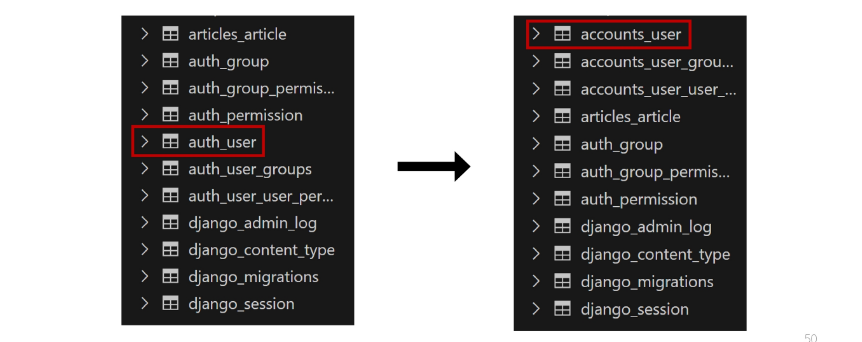 articles_article
auth_group
auth_group_permis...
auth_permission
auth_user
auth_user_groups
auth_user_user_per...
django_admin_log
django_content_type
django_migrations
django_session
accounts_user
accounts_user_grou...
accounts_user_user_...
articles_article
auth_group
auth_group_permis...
auth_permission
django_admin_log
django_content_type
django_migrations
django_session
50